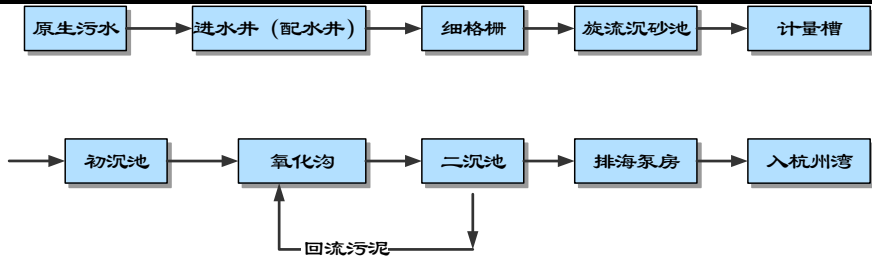 原生污水
进水井（配水井）
细格栅
旋流沉砂池
计量槽
初沉池
氧化沟
二沉池
排海泵房
入杭州湾
回流污泥